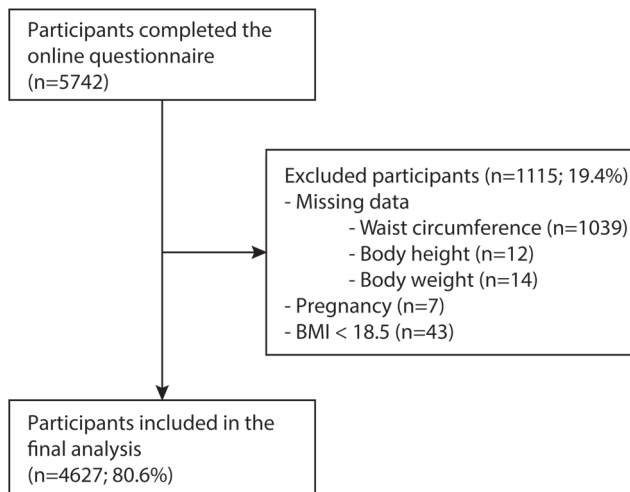 Participants completed the
online questionnaire
(n=5742)
Excluded participants (n=1115; 19.4%)
- Missing data
- Waist circumference (n=1039)
- Body height (n=12)
- Body weight (n=14)
- Pregnancy (n=7)
- BMI < 18.5 (n=43)
Participants included in the
final analysis
(n=4627; 80.6%)